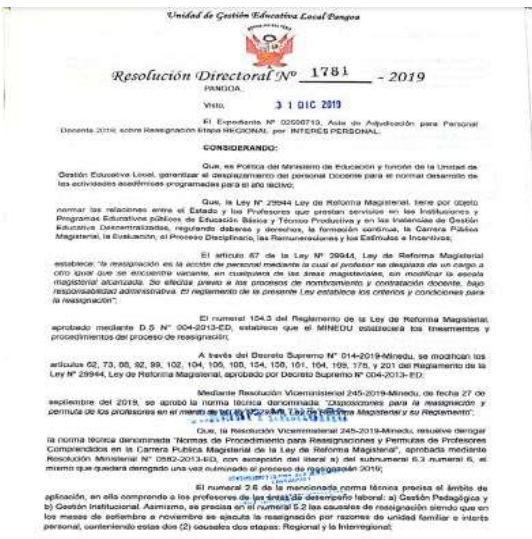 Unidad de Gestión Educativa Local Pangoa
Resolución Directoral Nº 1781 - 2019
PANGOA,
Visto, 31 DIC 2019
El Expediente Nº 02600719, Acta de Adjudicación para Personal
Docente 2019, sobre Reasignación Etapa REGIONAL por INTERÉS PERSONAL.
CONSIDERANDO:
Que, es Política del Ministerio de Educación y función de la Unidad de
Gestión Educativa Local, garantizar el desplazamiento del personal Docente para el normal desarrollo de
las actividades académicas programadas para el año lectivo;
Que, la Ley Nº 29944 Ley de Reforma Magisterial, tiene por objeto
normar las relaciones entre el Estado y los Profesores que prestan servicios en las Instituciones y
Programas Educativos públicos de Educación Básica y Técnico Productiva y en las Instancias de Gestión
Educativa Descentralizadas, regulando deberes y derechos, la formación continua, la Carrera Pública
Magisterial, la Evaluación, el Proceso Disciplinario, las Remuneraciones y los Estímulos e Incentivos;
El artículo 67 de la Ley Nº 29944, Ley de Reforma Magisterial
establece: "la reasignación es la acción de personal mediante la cual el profesor se desplaza de un cargo a
otro igual que se encuentre vacante, en cualquiera de las áreas magisteriales, sin modificar la escala
magisterial alcanzada. Se efectúa previo a los procesos de nombramiento y contratación docente, bajo
responsabilidad administrativa. El reglamento de la presente Ley establece los criterios y condiciones para
la reasignación";
El numeral 154.3 del Reglamento de la Ley de Reforma Magisterial,
aprobado mediante D.S Nº 004-2013-ED, establece que el MINEDU establecerá los lineamientos y
procedimientos del proceso de reasignación;
A través del Decreto Supremo Nº 014-2019-Minedu, se modifican los
artículos 62, 73, 88, 92, 99, 102, 104, 106, 108, 154, 158, 161, 164, 169, 175, y 201 del Reglamento de la
Ley Nº 29944, Ley de Reforma Magisterial, aprobado por Decreto Supremo Nº 004-2013- ED;
Mediante Resolución Viceministerial 245-2019-Minedu, de fecha 27 de
septiembre del 2019, se aprobó la norma técnica denominada "Disposiciones para la reasignación y
permuta de los profesores en el marco de la Ley Nº 29944, Ley de Reforma Magisterial y su Reglamento";
Que, la Resolución Viceministerial 245-2019-Minedu, resuelve derogar
la norma técnica denominada "Normas de Procedimiento para Reasignaciones y Permutas de Profesores
Comprendidos en la Carrera Publica Magisterial de la Ley de Reforma Magisterial", aprobada mediante
Resolución Ministerial Nº 0582-2013-ED, con excepción del literal a) del subnumeral 6.3 numeral 6, el
mismo que quedará derogado una vez culminado el proceso de reasignación 2019;
El numeral 2.6 de la mencionada norma técnica precisa el ámbito de
aplicación, en ella comprende a los profesores de las áreas de desempeño laboral: a) Gestión Pedagógica y
b) Gestión Institucional. Asimismo, se precisa en el numeral 5.2 las causales de reasignación siendo que en
los meses de setiembre a noviembre se ejecuta la reasignación por razones de unidad familiar e interés
personal, conteniendo estas dos (2) causales dos etapas: Regional y la Interregional;